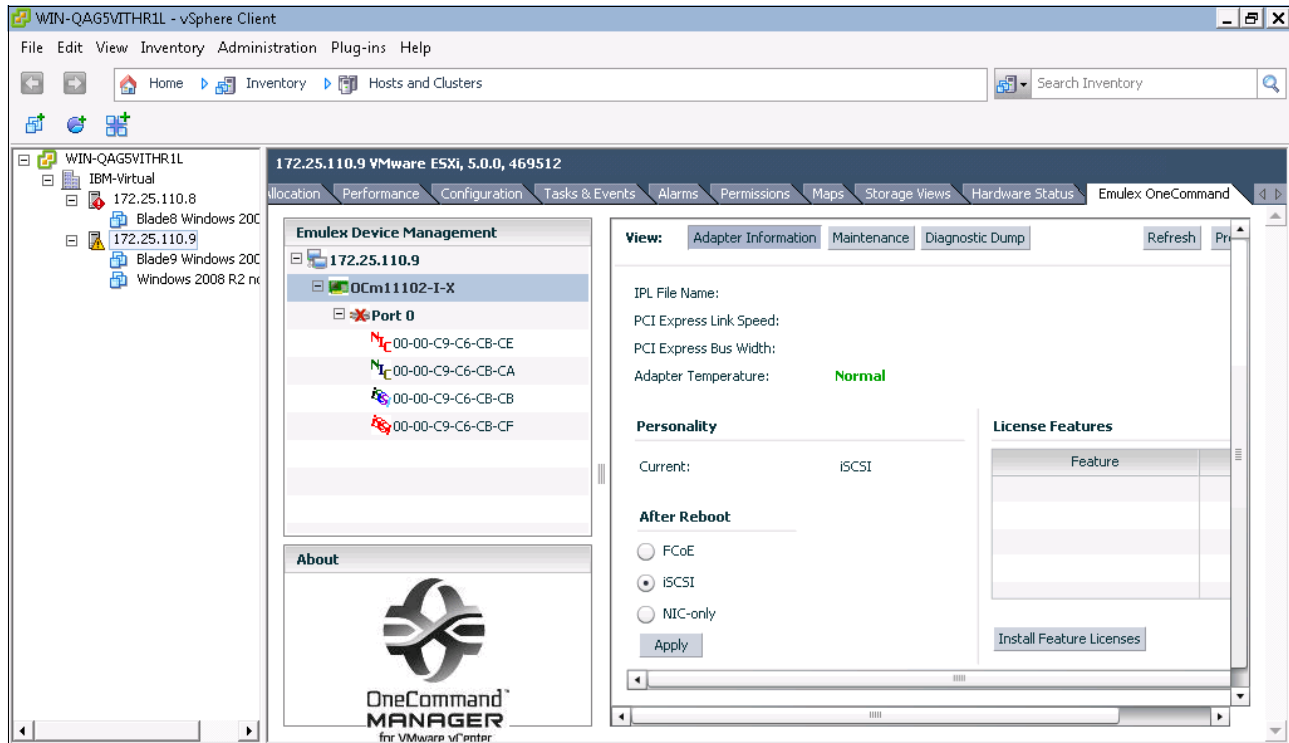 WIN-QAG5VITHR1L - vSphere Client
File Edit View Inventory Administration Plug-ins Help
Home Inventory Hosts and Clusters
Search Inventory
WIN-QAG5VITHR1L
IBM-Virtual
172.25.110.8
Blade8 Windows 200
172.25.110.9
Blade9 Windows 200
Windows 2008 R2 no
172.25.110.9 VMware ESXi, 5.0.0, 469512
llocation Performance Configuration Tasks & Events Alarms Permissions Maps Storage Views Hardware Status Emulex OneCommand
Emulex Device Management
172.25.110.9
OCm11102-I-X
Port 0
NIC 00-00-C9-C6-CB-CE
NIC 00-00-C9-C6-CB-CA
iSCSI 00-00-C9-C6-CB-CB
iSCSI 00-00-C9-C6-CB-CF
About
OneCommand™
MANAGER
for VMware vCenter
View: Adapter Information Maintenance Diagnostic Dump Refresh Pr
IPL File Name:
PCI Express Link Speed:
PCI Express Bus Width:
Adapter Temperature: Normal
Personality
Current: iSCSI
After Reboot
FCoE
iSCSI
NIC-only
Apply
License Features
Feature
Install Feature Licenses